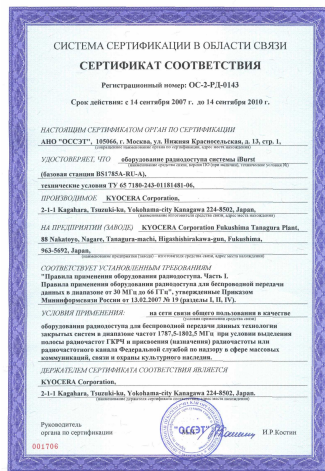 СИСТЕМА СЕРТИФИКАЦИИ В ОБЛАСТИ СВЯЗИ
СЕРТИФИКАТ СООТВЕТСТВИЯ
Регистрационный номер: ОС-2-РД-0143
Срок действия: с 14 сентября 2007 г. до 14 сентября 2010 г.
НАСТОЯЩИМ СЕРТИФИКАТОМ ОРГАН ПО СЕРТИФИКАЦИИ
АНО "ОССЭТ", 105066, г. Москва, ул. Нижняя Красносельская, д. 13, стр. 1,
УДОСТОВЕРЯЕТ, ЧТО оборудование радиодоступа системы iBurst
(базовая станция BS1785A-RU-A),
технические условия ТУ 65 7180-243-01181481-06,
ПРОИЗВОДИМОЕ KYOCERA Corporation,
2-1-1 Kagahara, Tsuzuki-ku, Yokohama-city Kanagawa 224-8502, Japan,
НА ПРЕДПРИЯТИИ (ЗАВОДЕ) KYOCERA Corporation Fukushima Tanagura Plant,
88 Nakatoyo, Nagare, Tanagura-machi, Higashishirakawa-gun, Fukushima,
963-5692, Japan,
СООТВЕТСТВУЕТ УСТАНОВЛЕННЫМ ТРЕБОВАНИЯМ
"Правила применения оборудования радиодоступа. Часть I.
Правила применения оборудования радиодоступа для беспроводной передачи
данных в диапазоне от 30 МГц до 66 ГГц", утвержденные Приказом
Мининформсвязи России от 13.02.2007 № 19 (разделы I, II, IV).
УСЛОВИЯ ПРИМЕНЕНИЯ: на сети связи общего пользования в качестве
оборудования радиодоступа для беспроводной передачи данных технологии
закрытых систем в диапазоне частот 1787,5-1802,5 МГц при условии выделения
полосы радиочастот ГКРЧ и присвоения (назначения) радиочастоты или
радиочастотного канала Федеральной службой по надзору в сфере массовых
коммуникаций, связи и охраны культурного наследия.
ДЕРЖАТЕЛЕМ СЕРТИФИКАТА СООТВЕТСТВИЯ ЯВЛЯЕТСЯ
KYOCERA Corporation,
2-1-1 Kagahara, Tsuzuki-ku, Yokohama-city Kanagawa 224-8502, Japan.
Руководитель
органа по сертификации
"ОССЭТ"
И.Р.Костин
001706